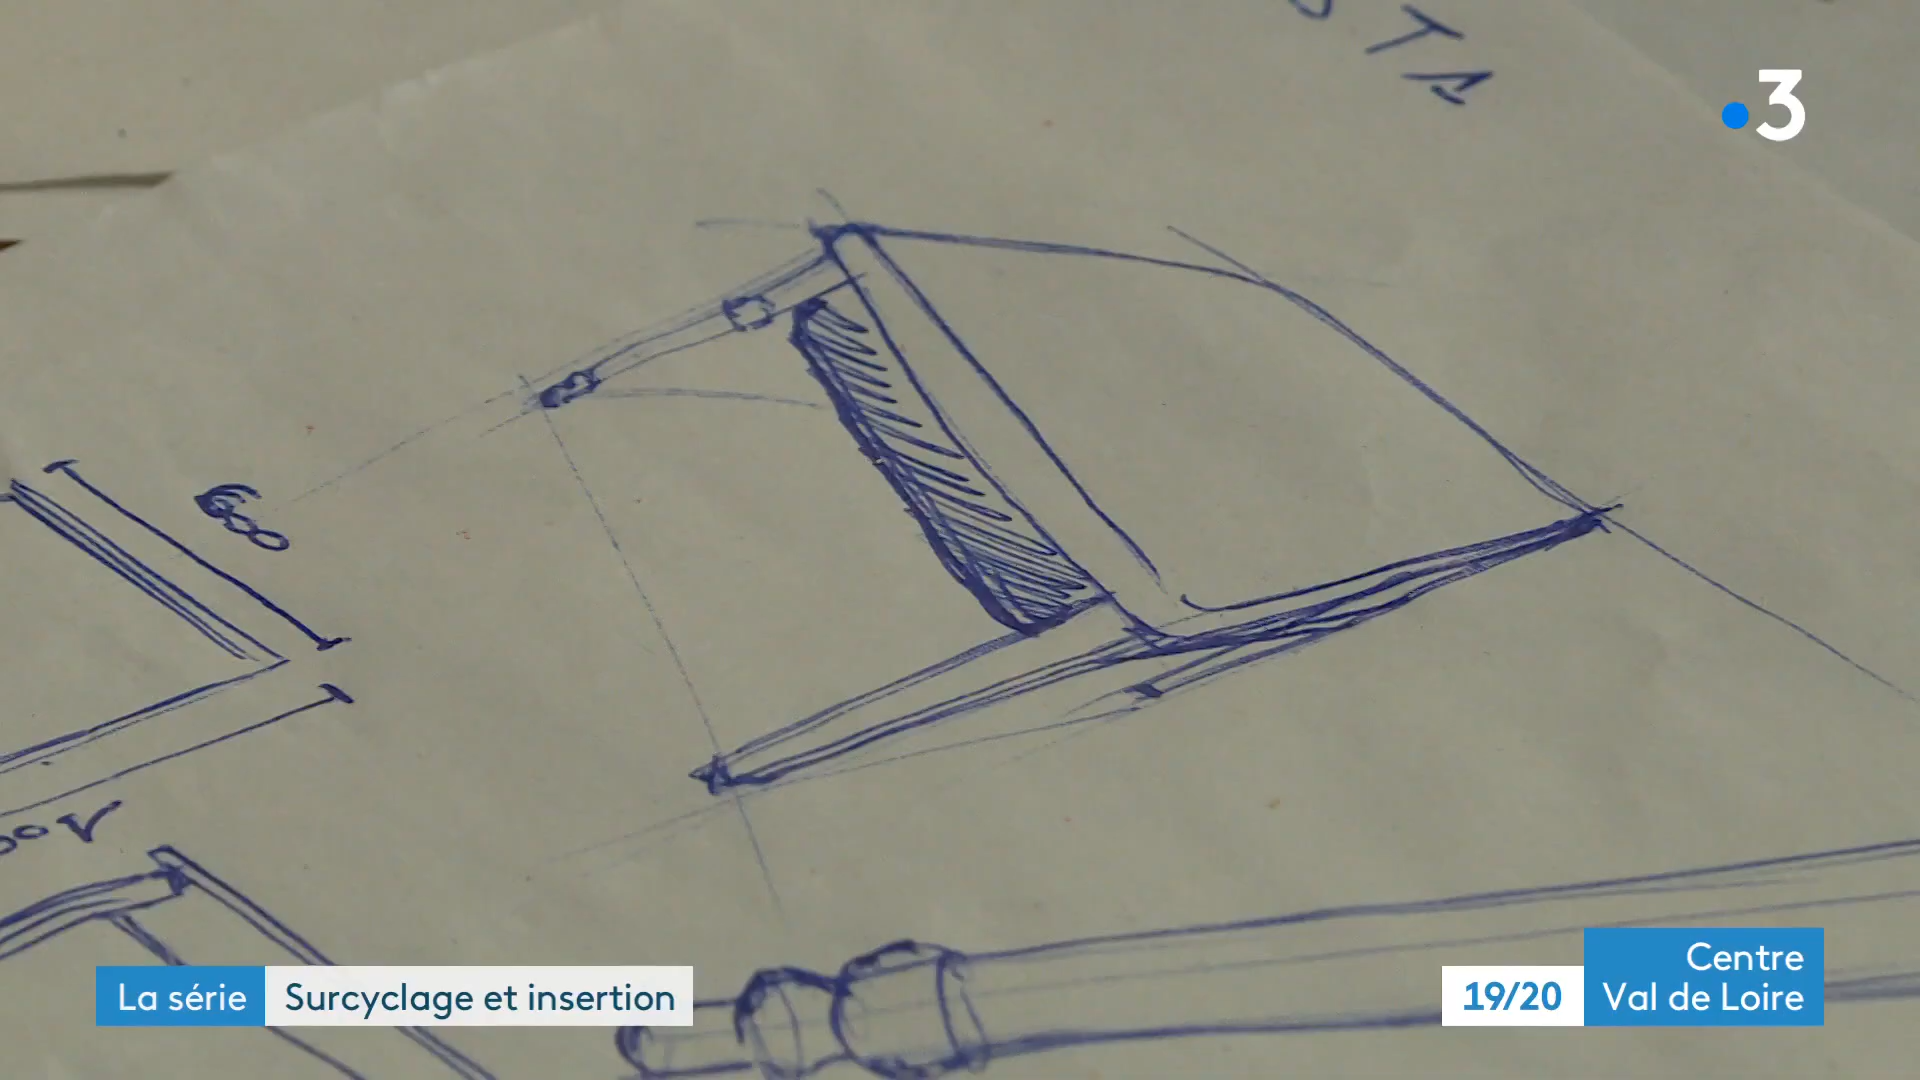 3
600
La série
Surcyclage et insertion
19/20
Centre
Val de Loire